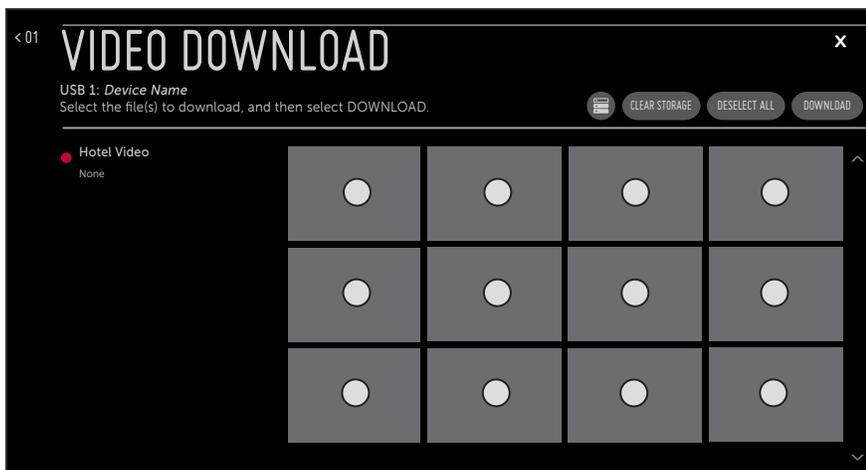 < 01
VIDEO DOWNLOAD
X
USB 1: Device Name
Select the file(s) to download, and then select DOWNLOAD.
CLEAR STORAGE
DESELECT ALL
DOWNLOAD
Hotel Video
None